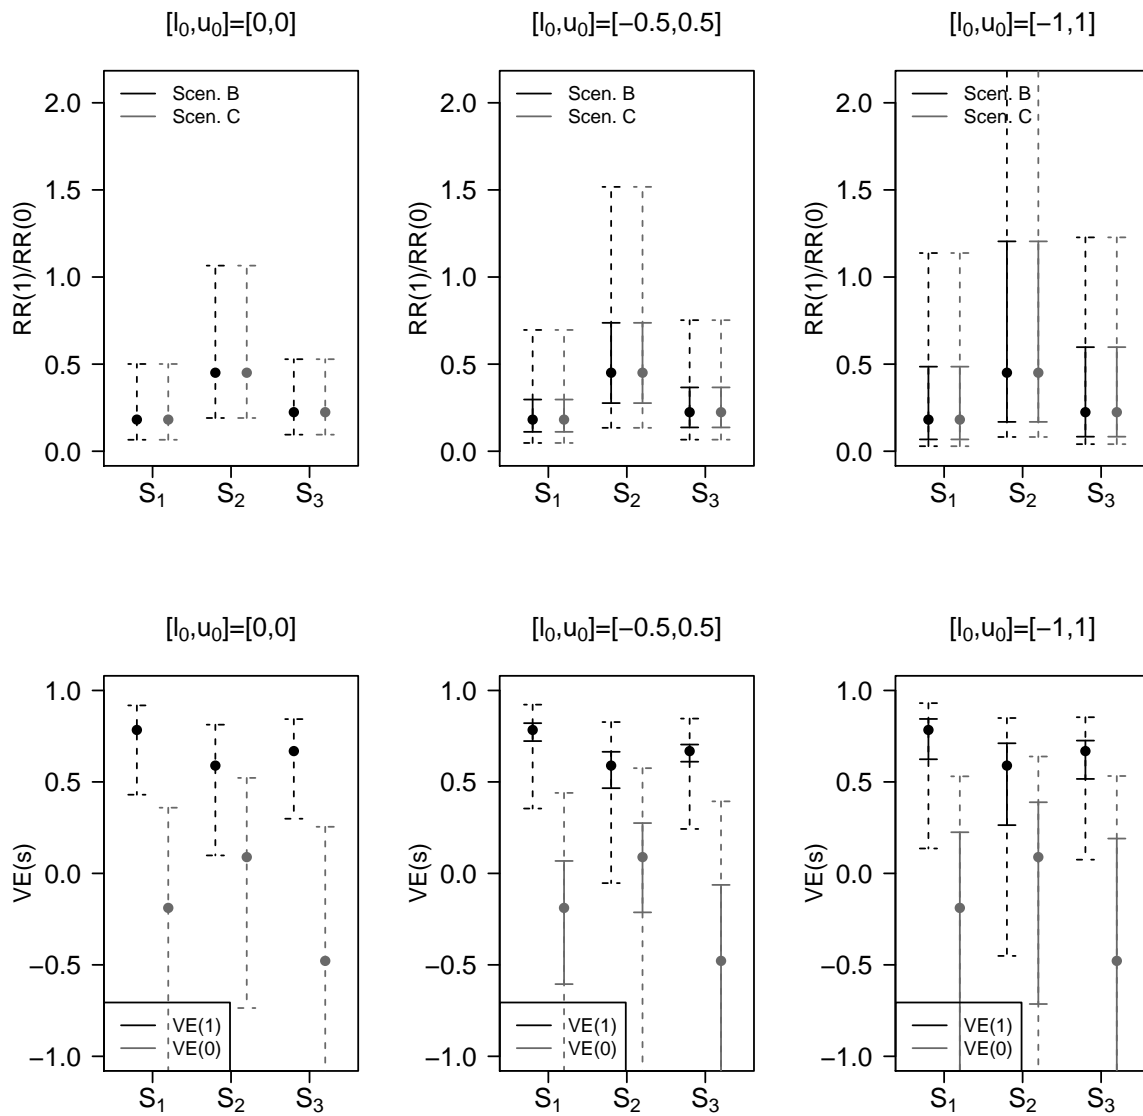 [l₀,u₀]=[0,0]
[l₀,u₀]=[−0.5,0.5]
[l₀,u₀]=[−1,1]
RR(1)/RR(0)
2.0
1.5
1.0
0.5
0.0
Scen. B
Scen. C
S₁ S₂ S₃
RR(1)/RR(0)
2.0
1.5
1.0
0.5
0.0
Scen. B
Scen. C
S₁ S₂ S₃
RR(1)/RR(0)
2.0
1.5
1.0
0.5
0.0
Scen. B
Scen. C
S₁ S₂ S₃
[l₀,u₀]=[0,0]
[l₀,u₀]=[−0.5,0.5]
[l₀,u₀]=[−1,1]
VE(s)
1.0
0.5
0.0
−0.5
−1.0
VE(1)
VE(0)
S₁ S₂ S₃
VE(s)
1.0
0.5
0.0
−0.5
−1.0
VE(1)
VE(0)
S₁ S₂ S₃
VE(s)
1.0
0.5
0.0
−0.5
−1.0
VE(1)
VE(0)
S₁ S₂ S₃